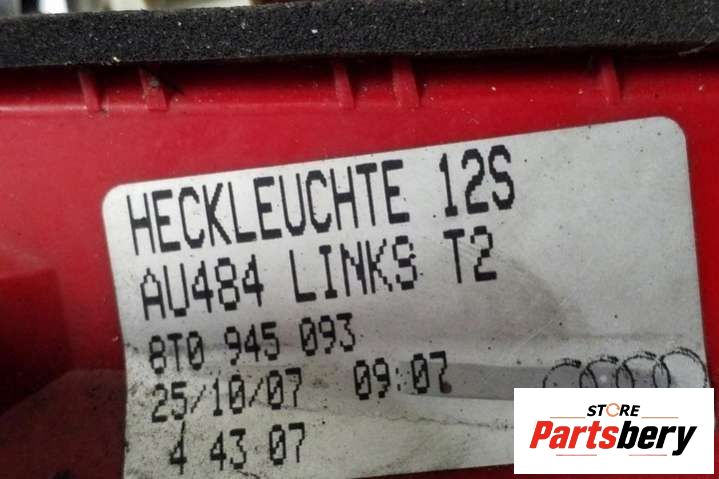 HECKLEUCHTE 12S
AU484 LINKS T2
8T0 945 093
25/10/07 09:07
4 43 07
STORE
Partsbery